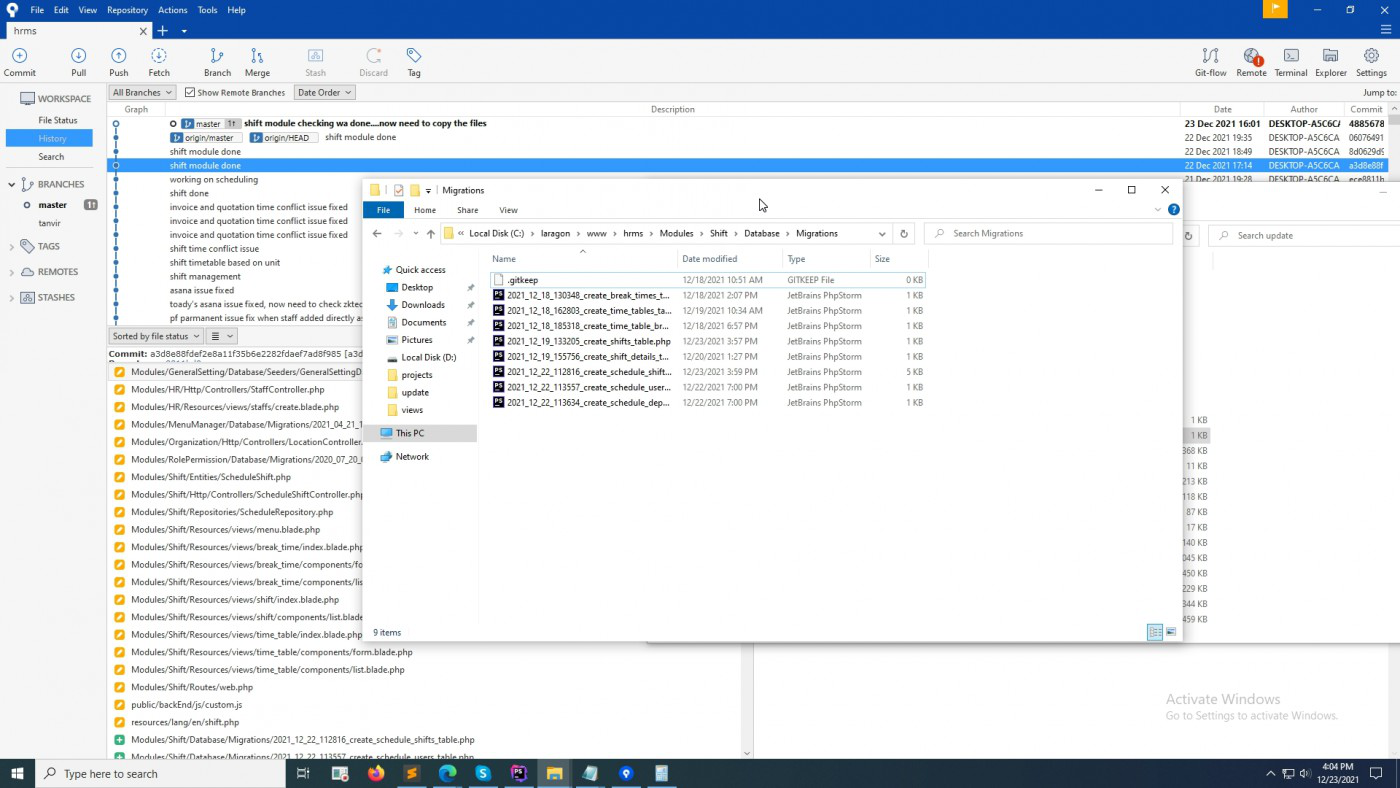 File Edit View Repository Actions Tools Help
hrms
Commit Pull Push Fetch Branch Merge Stash Discard Tag Git-flow Remote Terminal Explorer Settings
WORKSPACE
File Status
History
Search
BRANCHES
master 1↑
tanvir
TAGS
REMOTES
STASHES
All Branches Show Remote Branches Date Order Jump to:
Graph Description Date Author Commit
master 1↑ shift module checking wa done....now need to copy the files 23 Dec 2021 16:01 DESKTOP-A5C6CA 4885678
origin/master origin/HEAD shift module done 22 Dec 2021 19:35 DESKTOP-A5C6CA 06076491
shift module done 22 Dec 2021 18:49 DESKTOP-A5C6CA 8d0629d9
shift module done 22 Dec 2021 17:14 DESKTOP-A5C6CA a3d8e88f
working on scheduling 21 Dec 2021 19:28 DESKTOP-A5C6CA ece8811b
shift done
invoice and quotation time conflict issue fixed
invoice and quotation time conflict issue fixed
invoice and quotation time conflict issue fixed
shift time conflict issue
shift timetable based on unit
shift management
asana issue fixed
toady's asana issue fixed, now need to check zktec
pf parmanent issue fix when staff added directly as
Sorted by file status
Commit: a3d8e88fdef2e8a11f35b6e2282fdaef7ad8f985 [a3d
Modules/GeneralSetting/Database/Seeders/GeneralSettingD
Modules/HR/Http/Controllers/StaffController.php
Modules/HR/Resources/views/staffs/create.blade.php
Modules/MenuManager/Database/Migrations/2021_04_21_1
Modules/Organization/Http/Controllers/LocationController.
Modules/RolePermission/Database/Migrations/2020_07_20_0
Modules/Shift/Entities/ScheduleShift.php
Modules/Shift/Http/Controllers/ScheduleShiftController.php
Modules/Shift/Repositories/ScheduleRepository.php
Modules/Shift/Resources/views/menu.blade.php
Modules/Shift/Resources/views/break_time/index.blade.php
Modules/Shift/Resources/views/break_time/components/fo
Modules/Shift/Resources/views/break_time/components/lis
Modules/Shift/Resources/views/shift/index.blade.php
Modules/Shift/Resources/views/shift/components/list.blade
Modules/Shift/Resources/views/time_table/index.blade.php
Modules/Shift/Resources/views/time_table/components/form.blade.php
Modules/Shift/Resources/views/time_table/components/list.blade.php
Modules/Shift/Routes/web.php
public/backEnd/js/custom.js
resources/lang/en/shift.php
Modules/Shift/Database/Migrations/2021_12_22_112816_create_schedule_shifts_table.php
Modules/Shift/Database/Migrations/2021_12_22_113557_create_schedule_users_table.php
Migrations
File Home Share View
« Local Disk (C:) › laragon › www › hrms › Modules › Shift › Database › Migrations
Search Migrations
Quick access
Desktop
Downloads
Documents
Pictures
Local Disk (D:)
projects
update
views
This PC
Network
Name Date modified Type Size
.gitkeep 12/18/2021 10:51 AM GITKEEP File 0 KB
2021_12_18_130348_create_break_times_t... 12/18/2021 2:07 PM JetBrains PhpStorm 1 KB
2021_12_18_162803_create_time_tables_ta... 12/19/2021 10:34 AM JetBrains PhpStorm 1 KB
2021_12_18_185318_create_time_table_br... 12/18/2021 6:57 PM JetBrains PhpStorm 1 KB
2021_12_19_133205_create_shifts_table.php 12/23/2021 3:57 PM JetBrains PhpStorm 1 KB
2021_12_19_155756_create_shift_details_t... 12/20/2021 1:27 PM JetBrains PhpStorm 1 KB
2021_12_22_112816_create_schedule_shift... 12/23/2021 3:59 PM JetBrains PhpStorm 5 KB
2021_12_22_113557_create_schedule_user... 12/22/2021 7:00 PM JetBrains PhpStorm 1 KB
2021_12_22_113634_create_schedule_dep... 12/22/2021 7:00 PM JetBrains PhpStorm 1 KB
9 items
Search update
1 KB
1 KB
368 KB
11 KB
213 KB
118 KB
87 KB
17 KB
140 KB
045 KB
450 KB
229 KB
344 KB
459 KB
Activate Windows
Go to Settings to activate Windows.
Type here to search
4:04 PM
12/23/2021